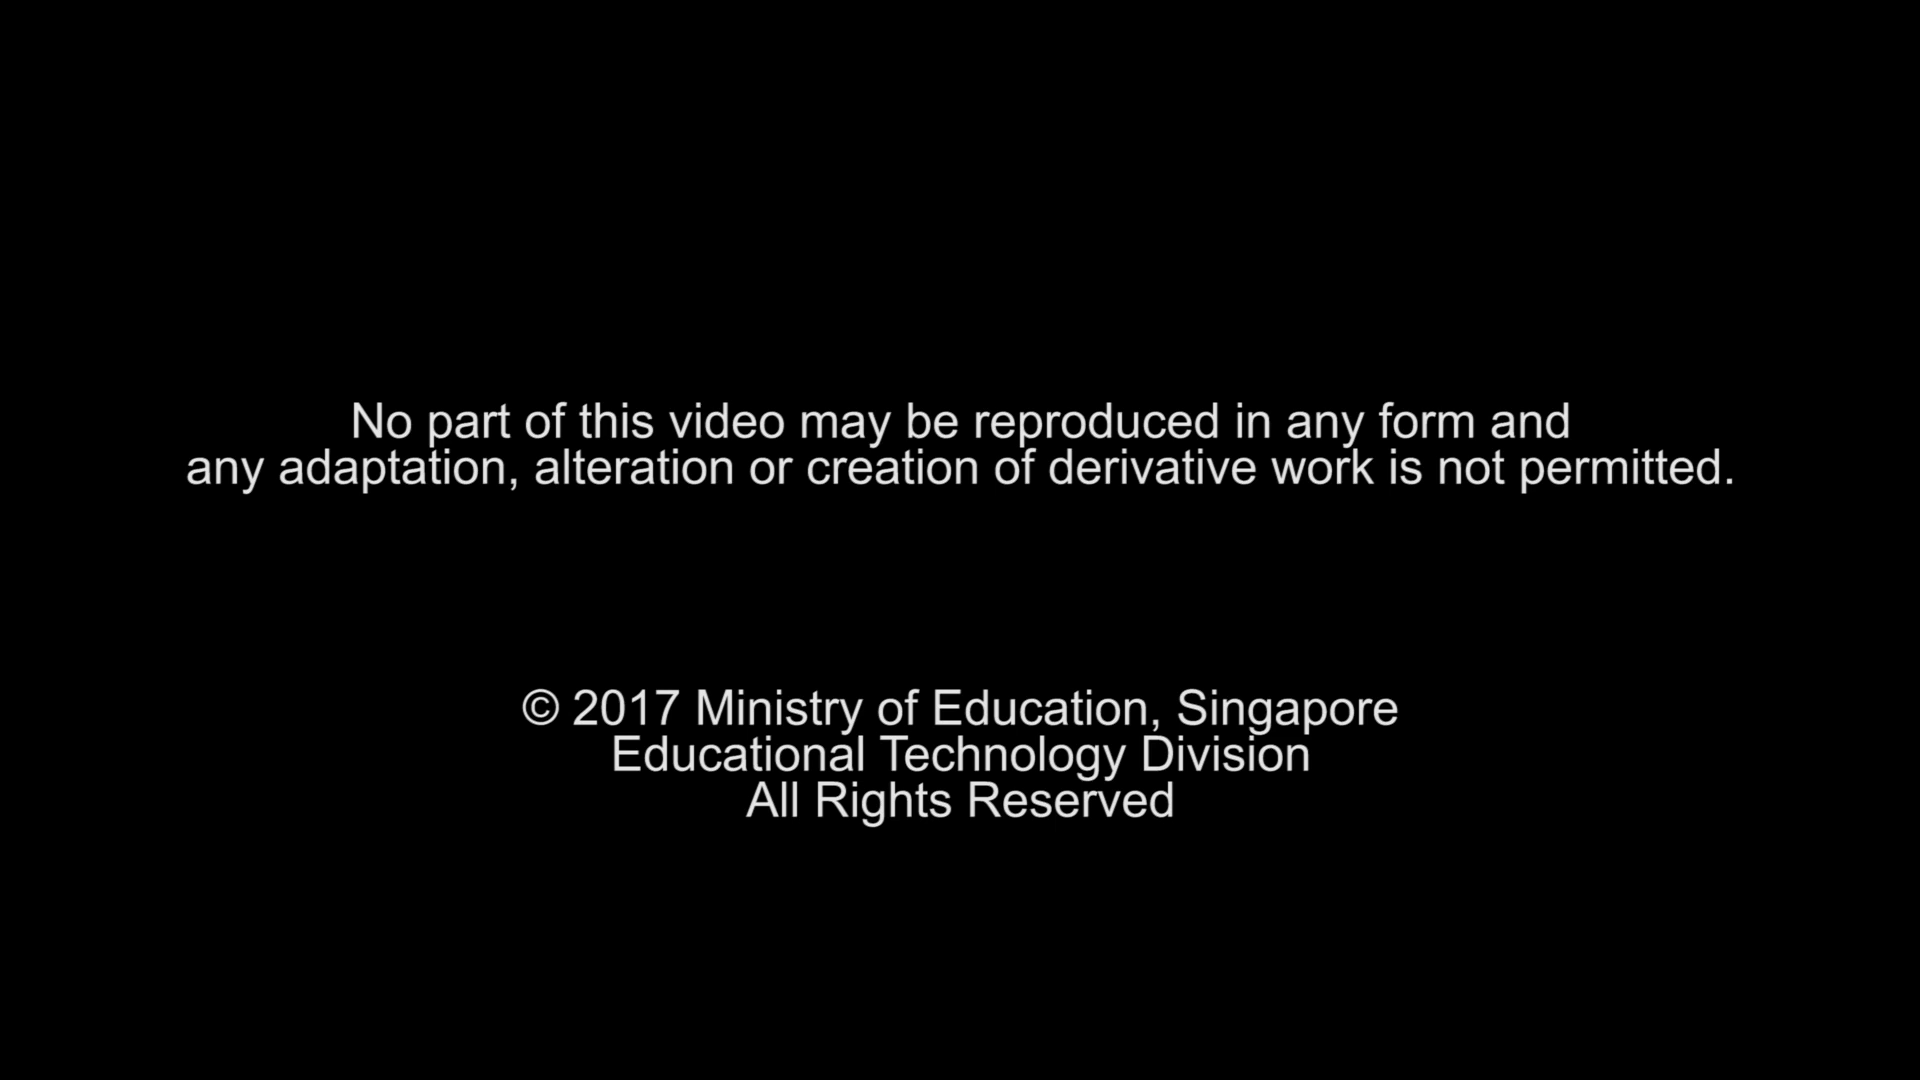 No part of this video may be reproduced in any form and
any adaptation, alteration or creation of derivative work is not permitted.
© 2017 Ministry of Education, Singapore
Educational Technology Division
All Rights Reserved